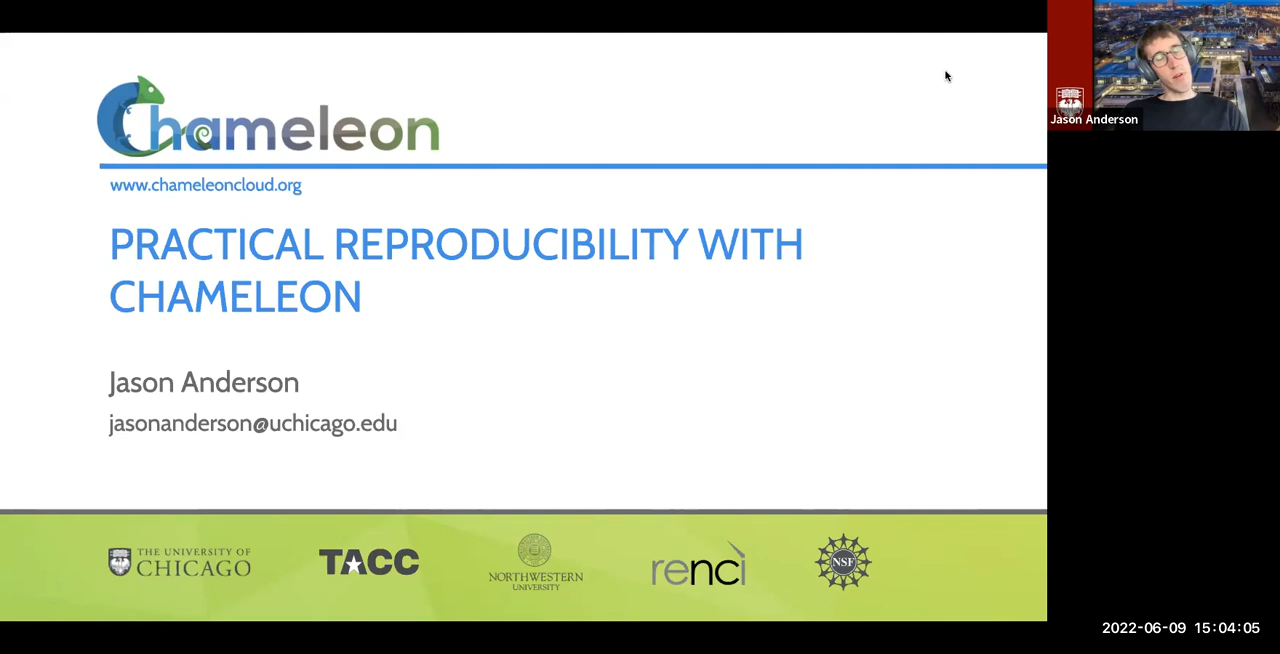 Chameleon
www.chameleoncloud.org
PRACTICAL REPRODUCIBILITY WITH
CHAMELEON
Jason Anderson
jasonanderson@uchicago.edu
THE UNIVERSITY OF
CHICAGO
TACC
NORTHWESTERN
UNIVERSITY
renci
NSF
Jason Anderson
2022-06-09 15:04:05